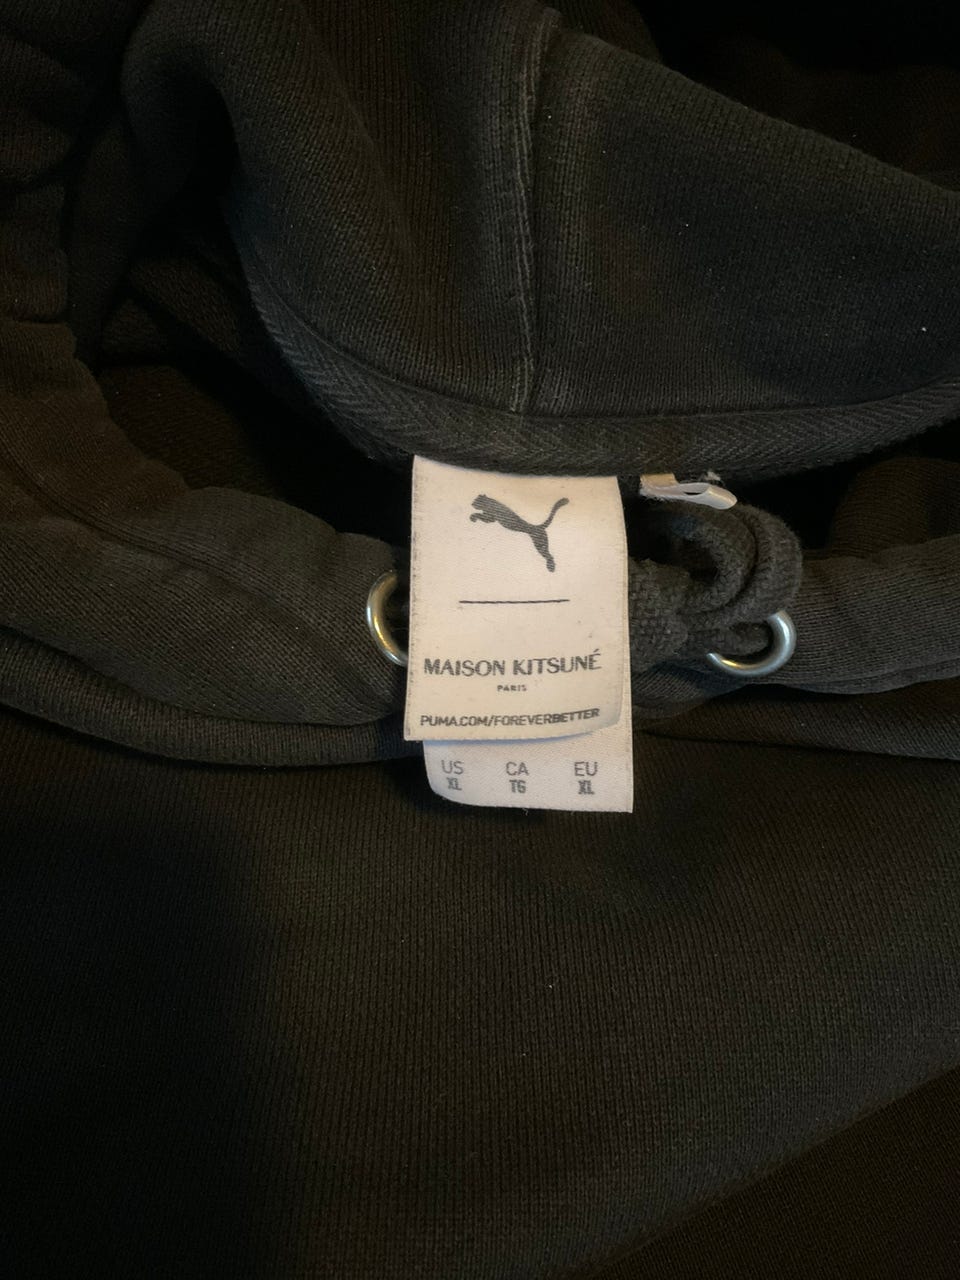 MAISON KITSUNÉ
PARIS
PUMA.COM/FOREVERBETTER
US CA EU
XL TG XL